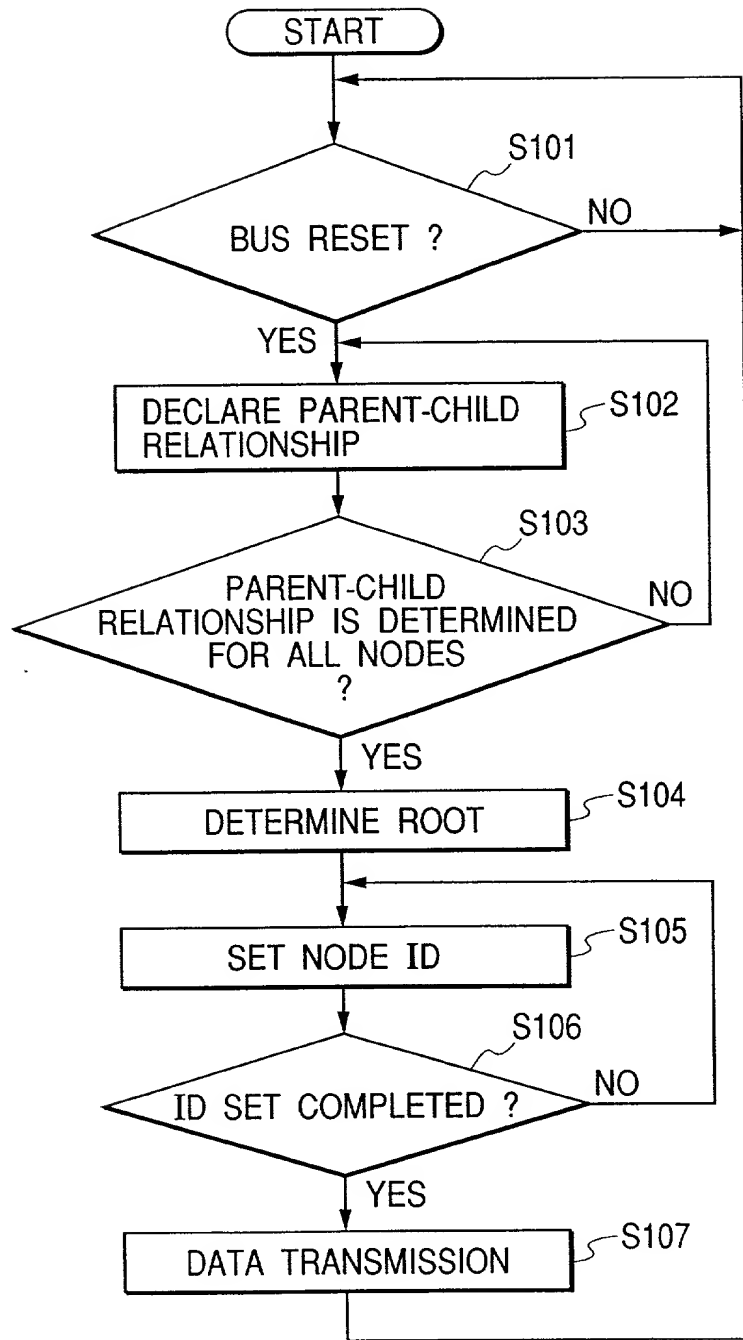 START
S101
BUS RESET ?
NO
YES
DECLARE PARENT-CHILD
RELATIONSHIP
S102
S103
PARENT-CHILD
RELATIONSHIP IS DETERMINED
FOR ALL NODES
?
NO
YES
S104
DETERMINE ROOT
S105
SET NODE ID
S106
ID SET COMPLETED ?
NO
YES
S107
DATA TRANSMISSION